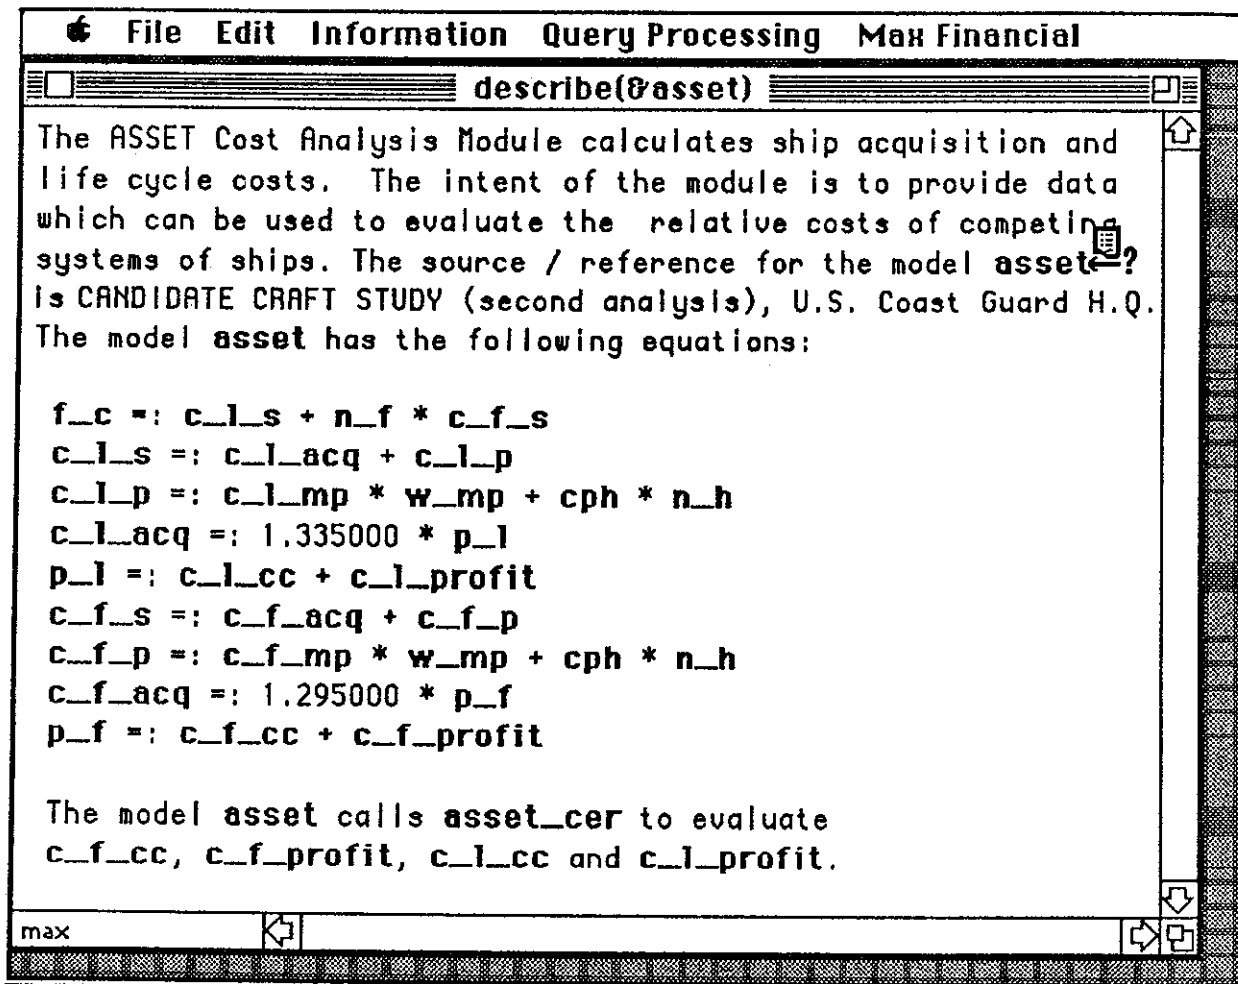 File Edit Information Query Processing Max Financial
describe(&asset)
The ASSET Cost Analysis Module calculates ship acquisition and
life cycle costs. The intent of the module is to provide data
which can be used to evaluate the relative costs of competing
systems of ships. The source / reference for the model asset ?
is CANDIDATE CRAFT STUDY (second analysis), U.S. Coast Guard H.Q.
The model asset has the following equations:
f_c =: c_l_s + n_f * c_f_s
c_l_s =: c_l_acq + c_l_p
c_l_p =: c_l_mp * w_mp + cph * n_h
c_l_acq =: 1.335000 * p_l
p_l =: c_l_cc + c_l_profit
c_f_s =: c_f_acq + c_f_p
c_f_p =: c_f_mp * w_mp + cph * n_h
c_f_acq =: 1.295000 * p_f
p_f =: c_f_cc + c_f_profit
The model asset calls asset_cer to evaluate
c_f_cc, c_f_profit, c_l_cc and c_l_profit.
max